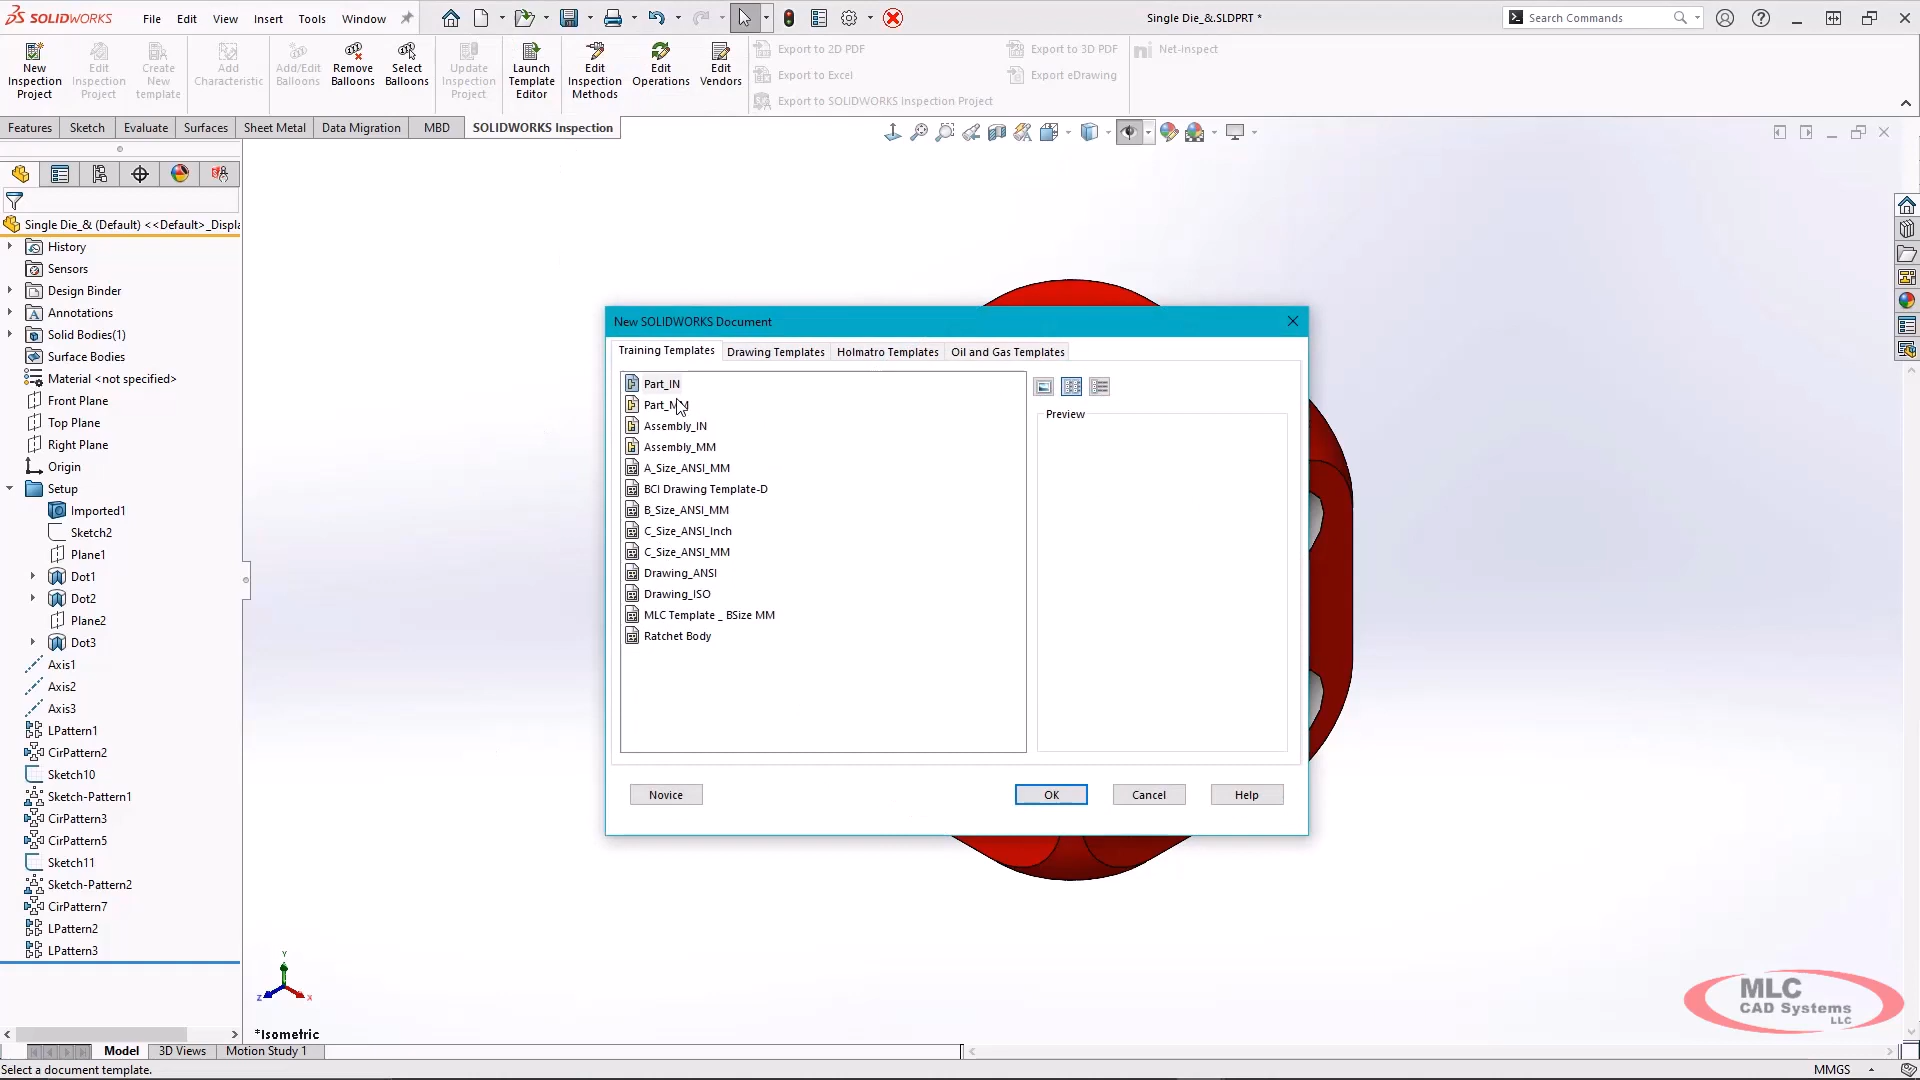 SOLIDWORKS File Edit View Insert Tools Window Single Die_&.SLDPRT * Search Commands
New Inspection Project
Edit Inspection Project
Create New template
Add Characteristic
Add/Edit Balloons
Remove Balloons
Select Balloons
Update Inspection Project
Launch Template Editor
Edit Inspection Methods
Edit Operations
Edit Vendors
Export to 2D PDF
Export to Excel
Export to SOLIDWORKS Inspection Project
Export to 3D PDF
Export eDrawing
Net-Inspect
Features Sketch Evaluate Surfaces Sheet Metal Data Migration MBD SOLIDWORKS Inspection
Single Die_& (Default) <<Default>_Displa
History
Sensors
Design Binder
Annotations
Solid Bodies(1)
Surface Bodies
Material <not specified>
Front Plane
Top Plane
Right Plane
Origin
Setup
Imported1
Sketch2
Plane1
Dot1
Dot2
Plane2
Dot3
Axis1
Axis2
Axis3
LPattern1
CirPattern2
Sketch10
Sketch-Pattern1
CirPattern3
CirPattern5
Sketch11
Sketch-Pattern2
CirPattern7
LPattern2
LPattern3
New SOLIDWORKS Document
Training Templates Drawing Templates Holmatro Templates Oil and Gas Templates
Part_IN
Part_MM
Assembly_IN
Assembly_MM
A_Size_ANSI_MM
BCI Drawing Template-D
B_Size_ANSI_MM
C_Size_ANSI_Inch
C_Size_ANSI_MM
Drawing_ANSI
Drawing_ISO
MLC Template _ BSize MM
Ratchet Body
Preview
Novice OK Cancel Help
Y
Z X
*Isometric
MLC
CAD Systems
LLC
Model 3D Views Motion Study 1
Select a document template. MMGS